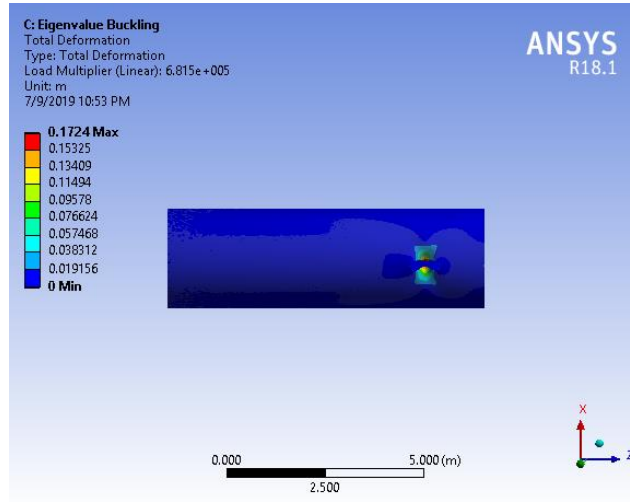 C: Eigenvalue Buckling
Total Deformation
Type: Total Deformation
Load Multiplier (Linear): 6.815e+005
Unit: m
7/9/2019 10:53 PM
ANSYS
R18.1
0.1724 Max
0.15325
0.13409
0.11494
0.09578
0.076624
0.057468
0.038312
0.019156
0 Min
0.000
5.000 (m)
2.500
X
Z